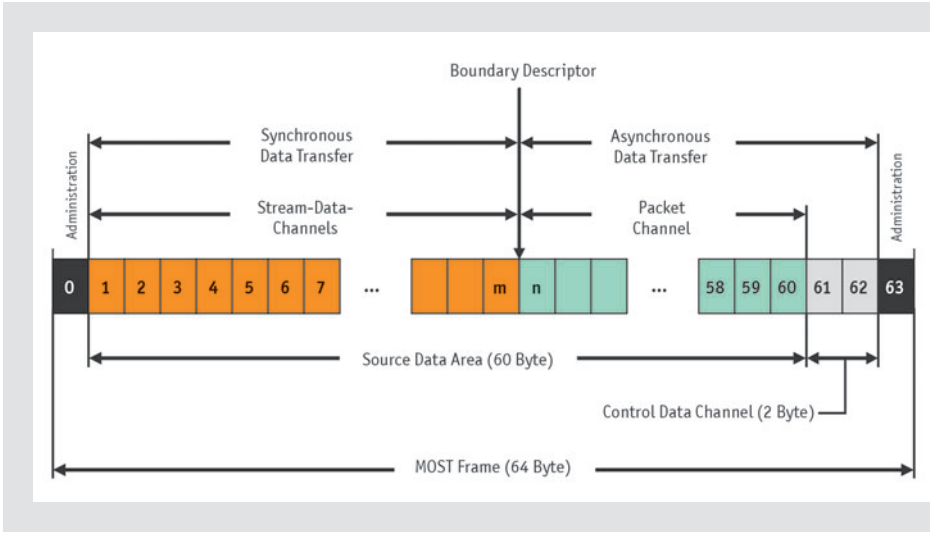 Boundary Descriptor
Synchronous
Data Transfer
Asynchronous
Data Transfer
Administration
Stream-Data-
Channels
Packet
Channel
Administration
0 1 2 3 4 5 6 7 ... m n ... 58 59 60 61 62 63
Source Data Area (60 Byte)
Control Data Channel (2 Byte)
MOST Frame (64 Byte)